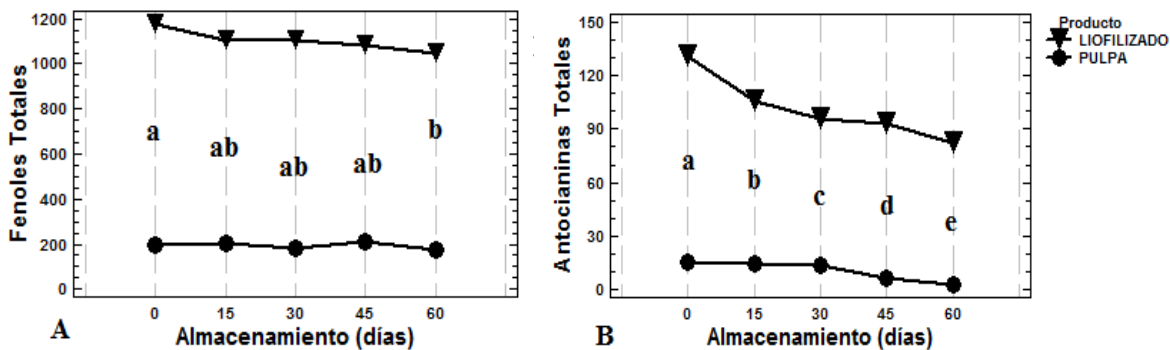 Fenoles Totales
1200
1000
800
600
400
200
0
a
ab
ab
ab
b
0 15 30 45 60
A
Almacenamiento (días)
Antocianinas Totales
150
120
90
60
30
0
a
b
c
d
e
0 15 30 45 60
B
Almacenamiento (días)
Producto
LIOFILIZADO
PULPA